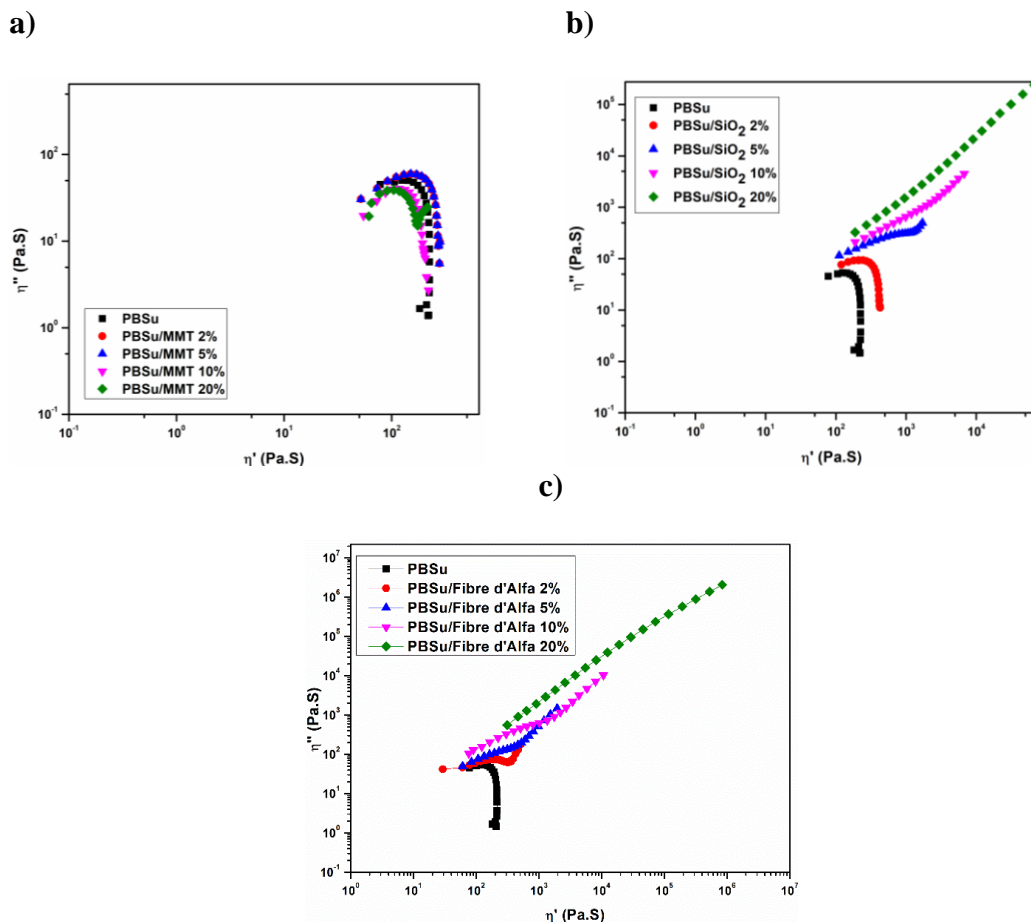 a)
η'' (Pa.S)
10²
10¹
10⁰
10⁻¹
PBSu
PBSu/MMT 2%
PBSu/MMT 5%
PBSu/MMT 10%
PBSu/MMT 20%
10⁻¹ 10⁰ 10¹ 10²
η' (Pa.S)
b)
η'' (Pa.S)
10⁵
10⁴
10³
10²
10¹
10⁰
10⁻¹
PBSu
PBSu/SiO₂ 2%
PBSu/SiO₂ 5%
PBSu/SiO₂ 10%
PBSu/SiO₂ 20%
10⁻¹ 10⁰ 10¹ 10² 10³ 10⁴
η' (Pa.S)
c)
η'' (Pa.S)
10⁷
10⁶
10⁵
10⁴
10³
10²
10¹
10⁰
10⁻¹
PBSu
PBSu/Fibre d'Alfa 2%
PBSu/Fibre d'Alfa 5%
PBSu/Fibre d'Alfa 10%
PBSu/Fibre d'Alfa 20%
10⁰ 10¹ 10² 10³ 10⁴ 10⁵ 10⁶ 10⁷
η' (Pa.S)